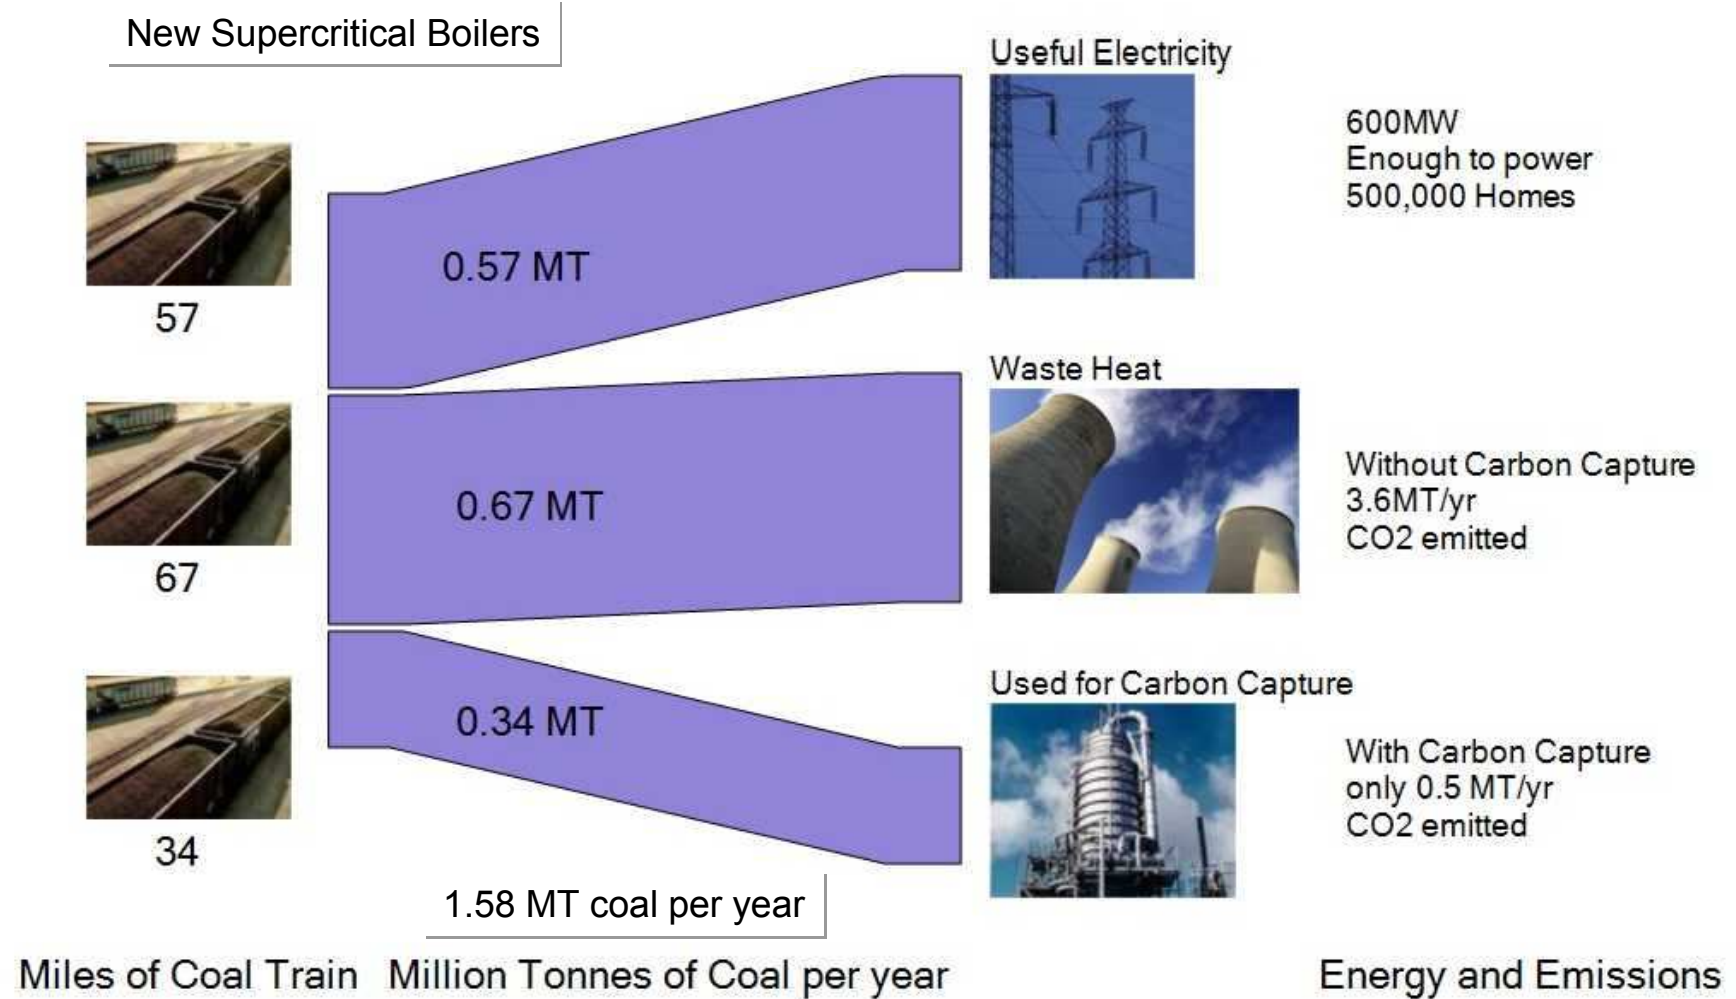 New Supercritical Boilers
Useful Electricity
600MW
Enough to power
500,000 Homes
57
0.57 MT
Waste Heat
Without Carbon Capture
3.6MT/yr
CO2 emitted
67
0.67 MT
Used for Carbon Capture
With Carbon Capture
only 0.5 MT/yr
CO2 emitted
34
0.34 MT
1.58 MT coal per year
Miles of Coal Train
Million Tonnes of Coal per year
Energy and Emissions